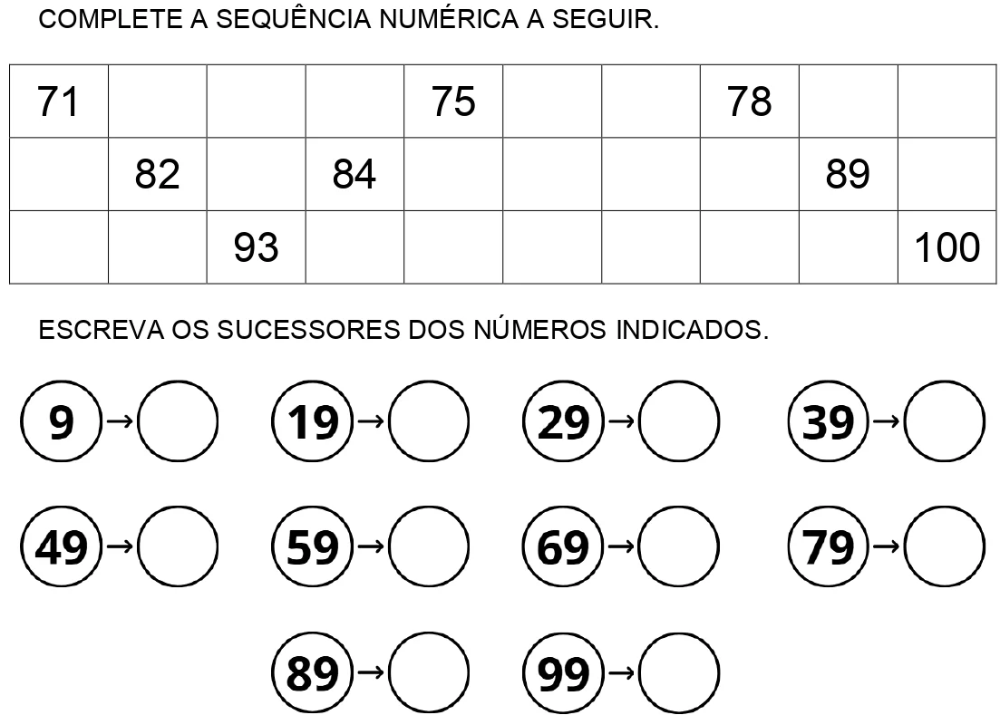 COMPLETE A SEQUÊNCIA NUMÉRICA A SEGUIR.
71 75 78
82 84 89
93 100
ESCREVA OS SUCESSORES DOS NÚMEROS INDICADOS.
9 → 19 → 29 → 39 →
49 → 59 → 69 → 79 →
89 → 99 →